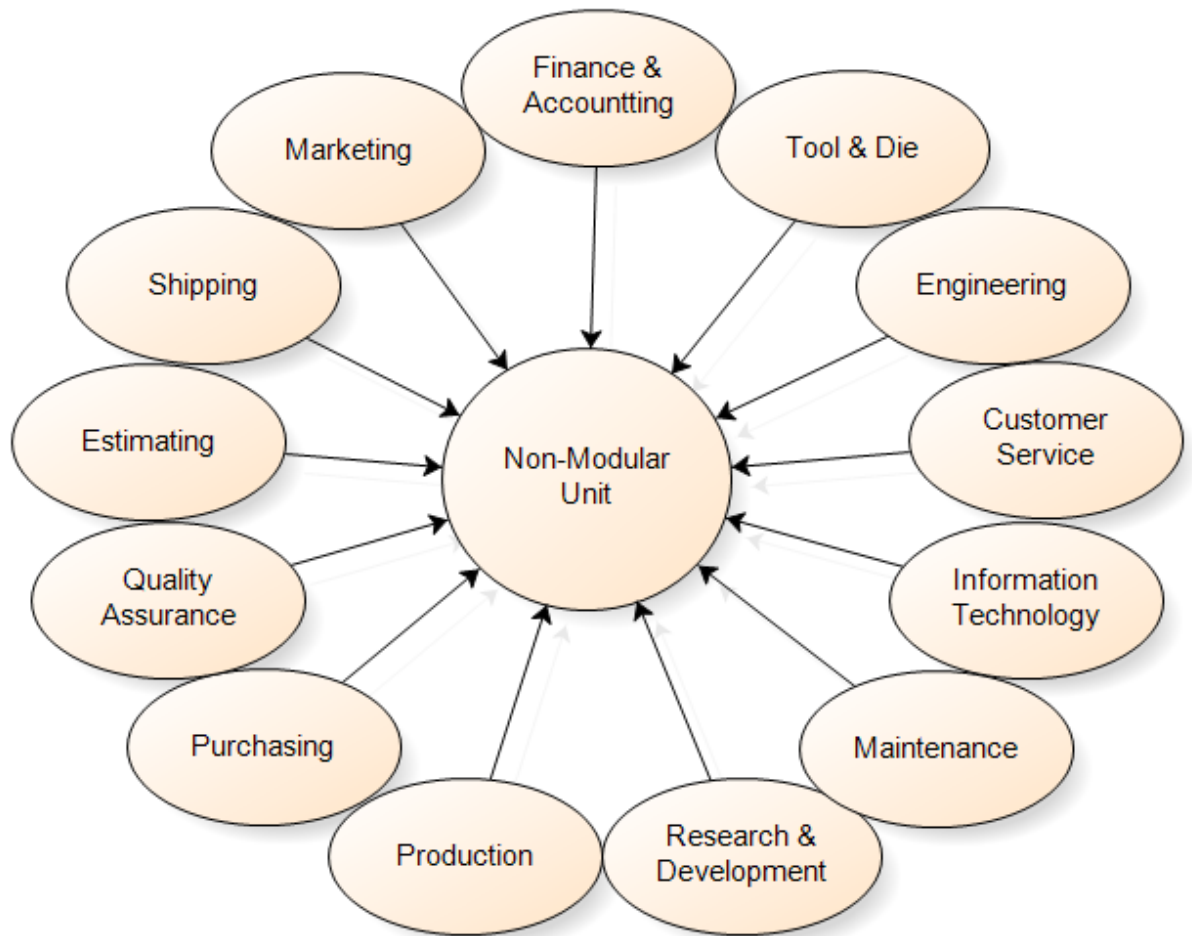 Finance &
Accountting
Marketing
Tool & Die
Shipping
Engineering
Estimating
Non-Modular
Unit
Customer
Service
Quality
Assurance
Information
Technology
Purchasing
Maintenance
Production
Research &
Development